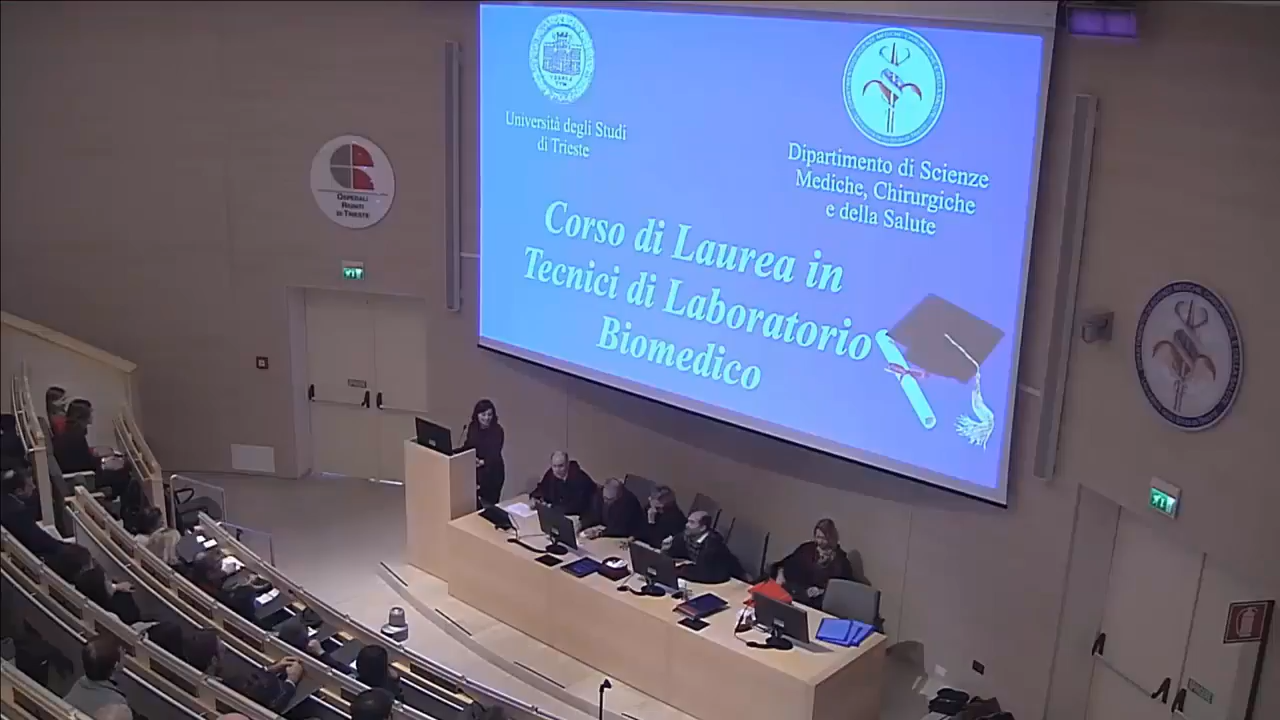 Università degli Studi
di Trieste
Dipartimento di Scienze
Mediche, Chirurgiche
e della Salute
Corso di Laurea in
Tecnici di Laboratorio
Biomedico
OSPEDALI
RIUNITI
DI TRIESTE